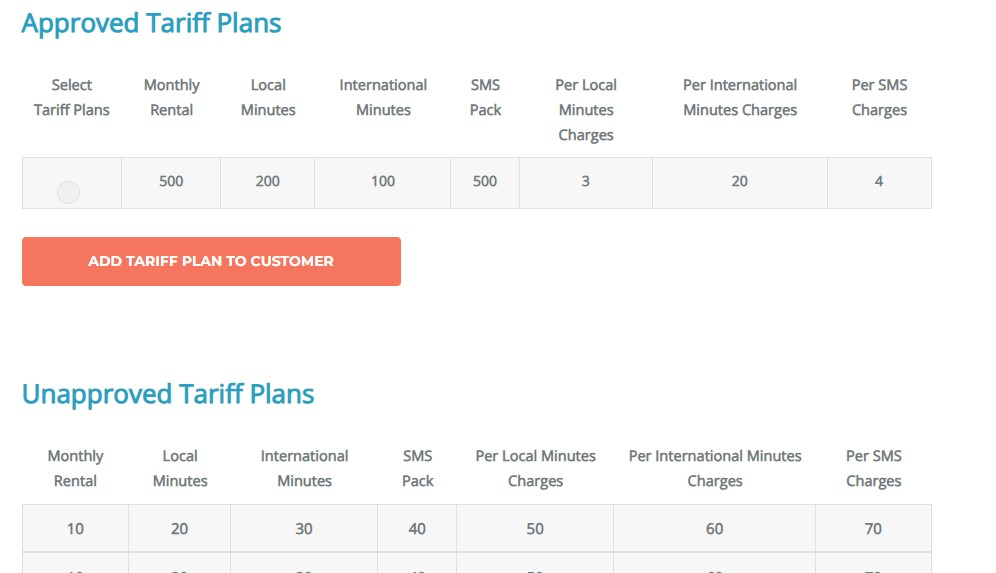 Approved Tariff Plans
Select Monthly Local International SMS Per Local Per International Per SMS
Tariff Plans Rental Minutes Minutes Pack Minutes Minutes Charges Charges
Charges
500 200 100 500 3 20 4
ADD TARIFF PLAN TO CUSTOMER
Unapproved Tariff Plans
Monthly Local International SMS Per Local Minutes Per International Minutes Per SMS
Rental Minutes Minutes Pack Charges Charges Charges
10 20 30 40 50 60 70